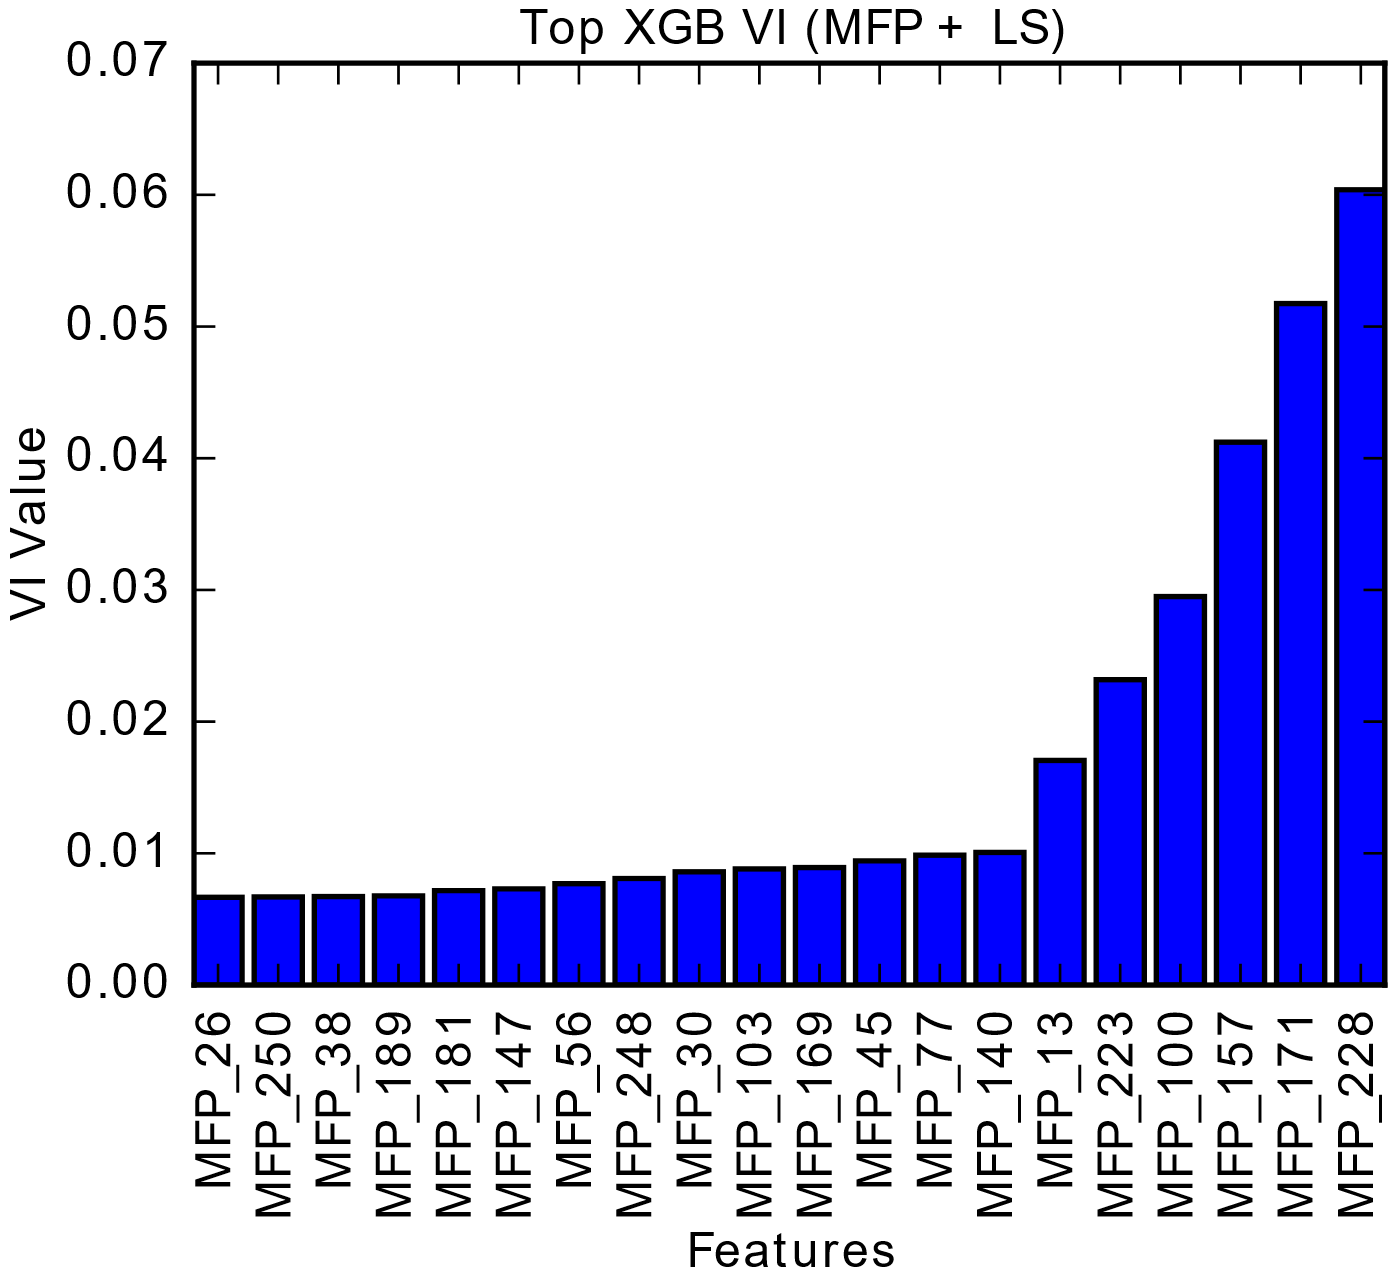 Top XGB VI (MFP + LS)
0.07
0.06
0.05
0.04
0.03
0.02
0.01
0.00
VI Value
MFP_26
MFP_250
MFP_38
MFP_189
MFP_181
MFP_147
MFP_56
MFP_248
MFP_30
MFP_103
MFP_169
MFP_45
MFP_77
MFP_140
MFP_13
MFP_223
MFP_100
MFP_157
MFP_171
MFP_228
Features